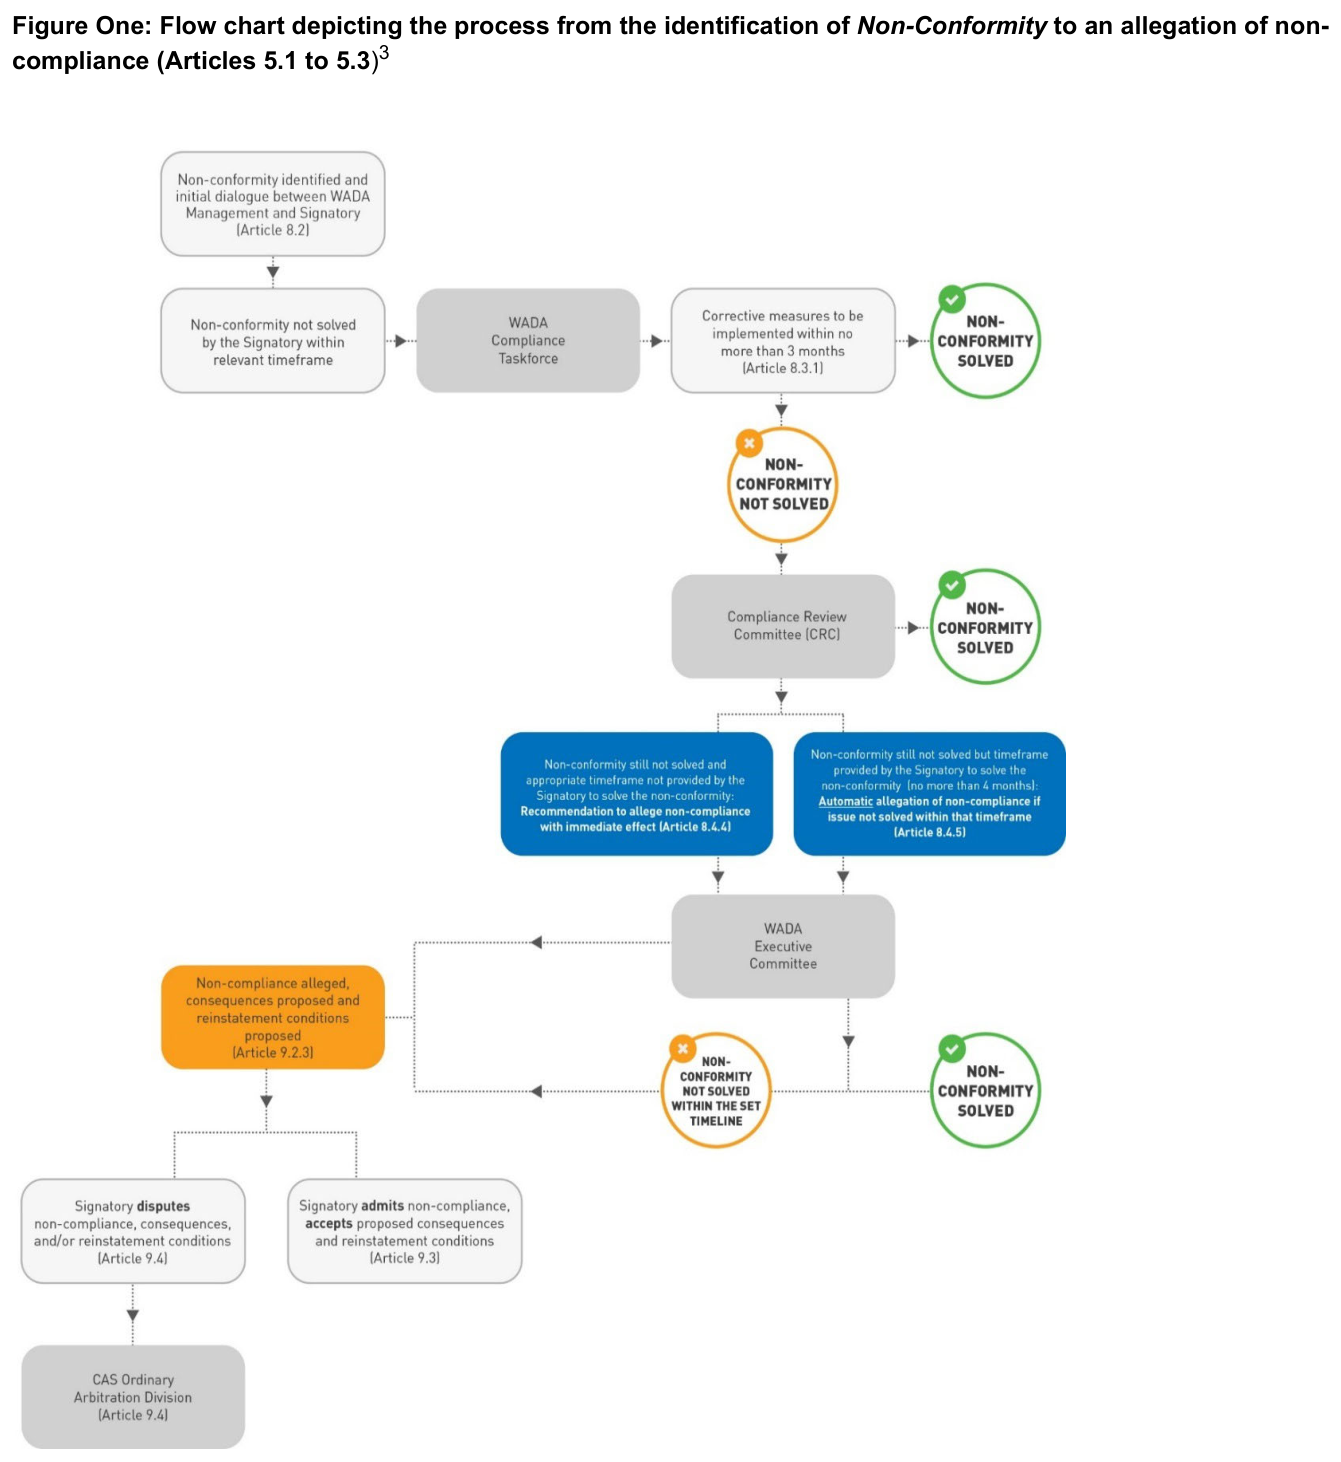 Figure One: Flow chart depicting the process from the identification of Non-Conformity to an allegation of non-
compliance (Articles 5.1 to 5.3)3
Non-conformity identified and
initial dialogue between WADA
Management and Signatory
(Article 8.2)
Non-conformity not solved
by the Signatory within
relevant timeframe
WADA
Compliance
Taskforce
Corrective measures to be
implemented within no
more than 3 months
(Article 8.3.1)
NON-
CONFORMITY
SOLVED
NON-
CONFORMITY
NOT SOLVED
Compliance Review
Committee (CRC)
NON-
CONFORMITY
SOLVED
Non-conformity still not solved and
appropriate timeframe not provided by the
Signatory to solve the non-conformity:
Recommendation to allege non-compliance
with immediate effect (Article 8.4.4)
Non-conformity still not solved but timeframe
provided by the Signatory to solve the
non-conformity (no more than 4 months):
Automatic allegation of non-compliance if
issue not solved within that timeframe
(Article 8.4.5)
WADA
Executive
Committee
Non-compliance alleged,
consequences proposed and
reinstatement conditions
proposed
(Article 9.2.3)
NON-
CONFORMITY
NOT SOLVED
WITHIN THE SET
TIMELINE
NON-
CONFORMITY
SOLVED
Signatory disputes
non-compliance, consequences,
and/or reinstatement conditions
(Article 9.4)
Signatory admits non-compliance,
accepts proposed consequences
and reinstatement conditions
(Article 9.3)
CAS Ordinary
Arbitration Division
(Article 9.4)